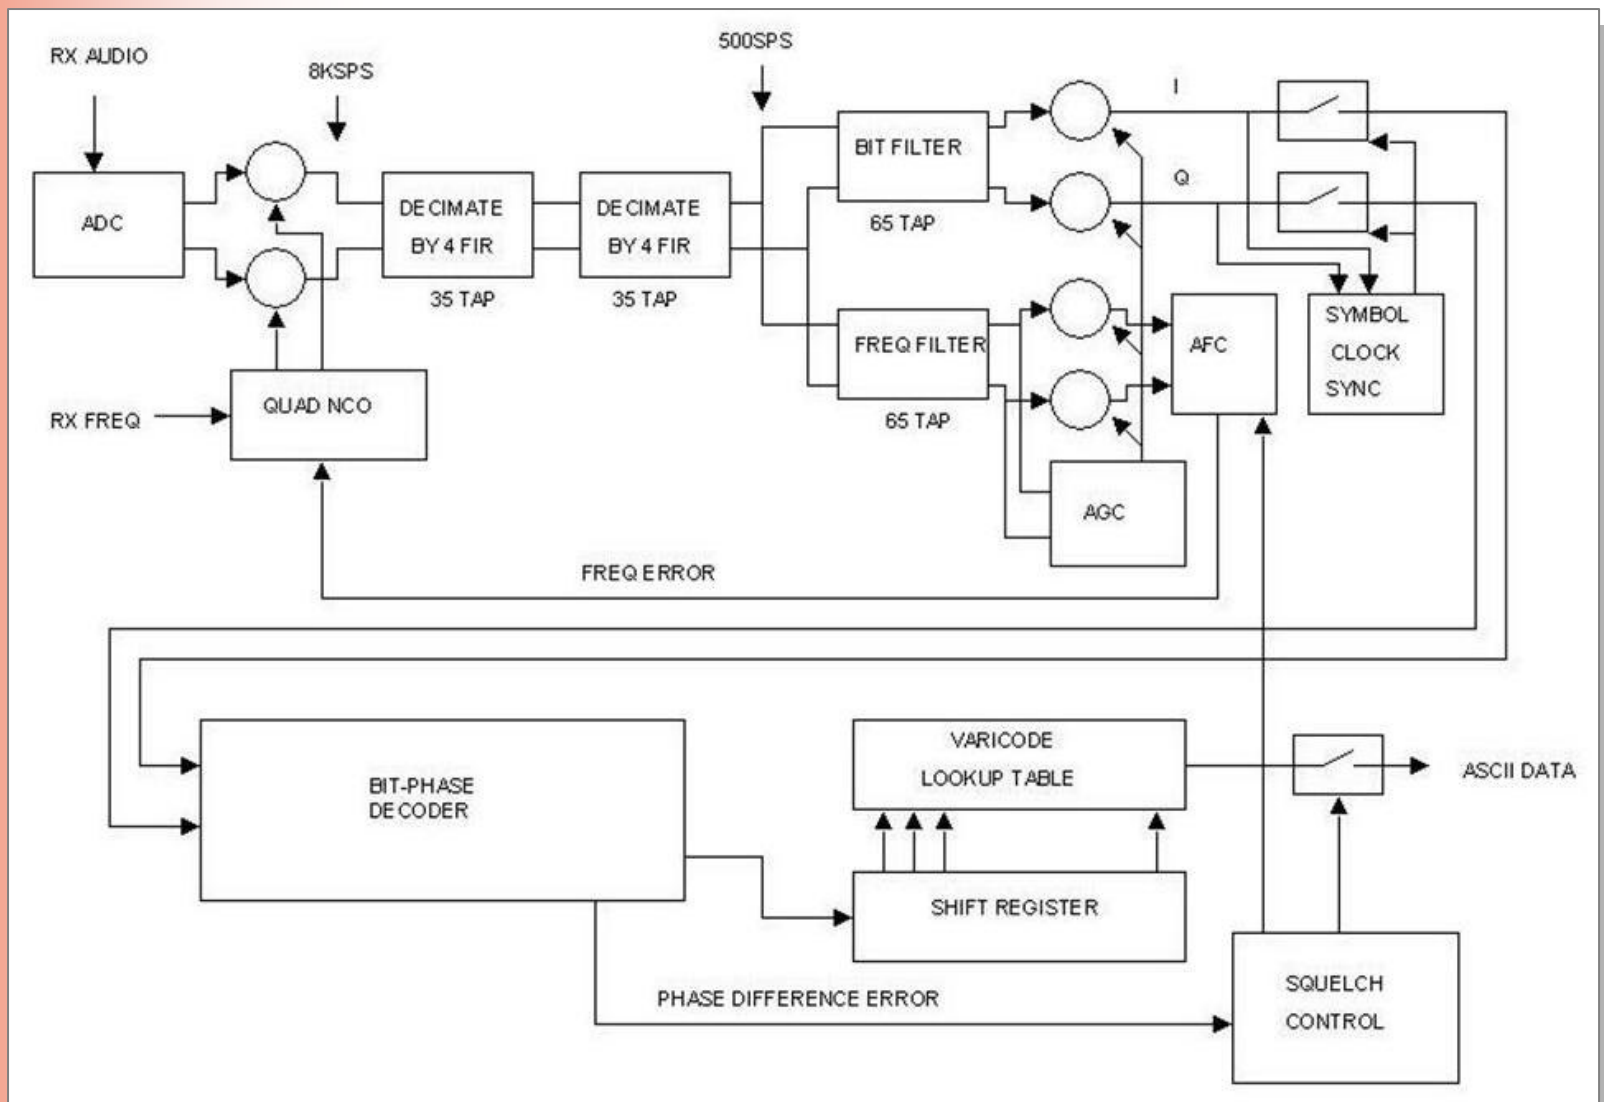 RX AUDIO
8KSPS
500SPS
I
Q
ADC
DECIMATE
BY 4 FIR
35 TAP
DECIMATE
BY 4 FIR
35 TAP
BIT FILTER
65 TAP
FREQ FILTER
65 TAP
AFC
SYMBOL
CLOCK
SYNC
RX FREQ
QUAD NCO
AGC
FREQ ERROR
BIT-PHASE
DECODER
VARICODE
LOOKUP TABLE
ASCII DATA
SHIFT REGISTER
PHASE DIFFERENCE ERROR
SQUELCH
CONTROL